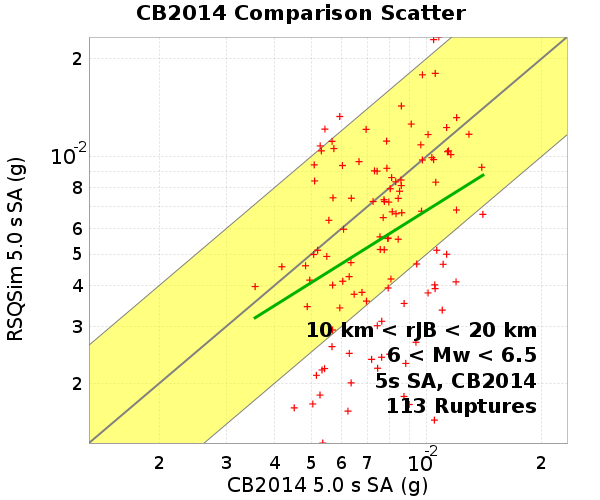 CB2014 Comparison Scatter
RSQSim 5.0 s SA (g)
2
10-2
8
6
5
4
3
2
10 km < rJB < 20 km
6 < Mw < 6.5
5s SA, CB2014
113 Ruptures
2 3 4 5 6 7 10-2 2
CB2014 5.0 s SA (g)